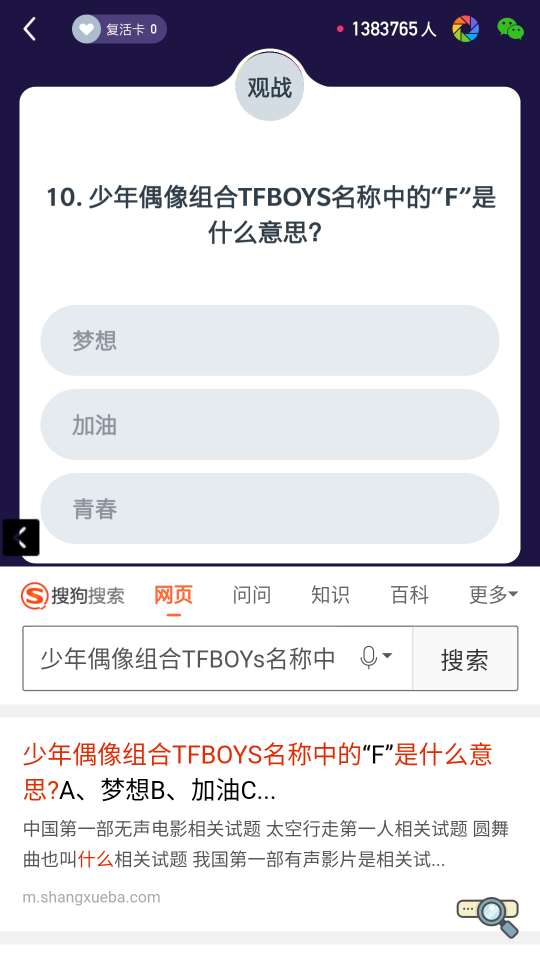 复活卡 0
1383765 人
观战
10. 少年偶像组合TFBOYS名称中的“F”是
什么意思?
梦想
加油
青春
搜狗搜索 网页 问问 知识 百科 更多
少年偶像组合TFBOYs名称中 搜索
少年偶像组合TFBOYS名称中的“F”是什么意
思?A、梦想B、加油C...
中国第一部无声电影相关试题 太空行走第一人相关试题 圆舞
曲也叫什么相关试题 我国第一部有声影片是相关试...
m.shangxueba.com